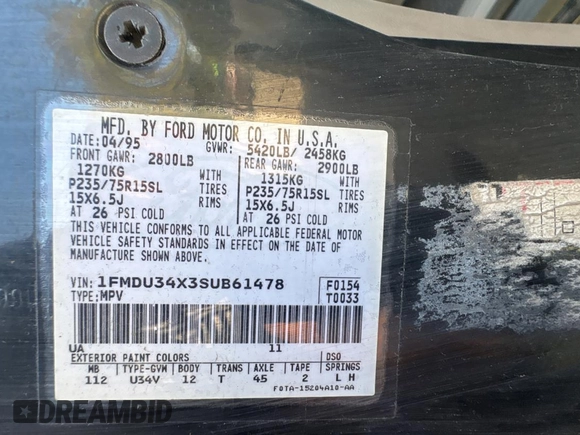 MFD. BY FORD MOTOR CO. IN U.S.A.
DATE: 04/95 GVWR: 5420LB/ 2458KG
FRONT GAWR: 2800LB REAR GAWR: 2900LB
1270KG WITH 1315KG WITH
P235/75R15SL TIRES P235/75R15SL TIRES
15X6.5J RIMS 15X6.5J RIMS
AT 26 PSI COLD AT 26 PSI COLD
THIS VEHICLE CONFORMS TO ALL APPLICABLE FEDERAL MOTOR
VEHICLE SAFETY STANDARDS IN EFFECT ON THE DATE OF
MANUFACTURE SHOWN ABOVE.
VIN: 1FMDU34X3SUB61478 F0154
TYPE: MPV T0033
UA 11
EXTERIOR PAINT COLORS DSO
WB TYPE-GVM BODY TRANS AXLE TAPE SPRINGS
112 U34V 12 T 45 2 L H
F0TA-15204A10-AA
DREAMBID